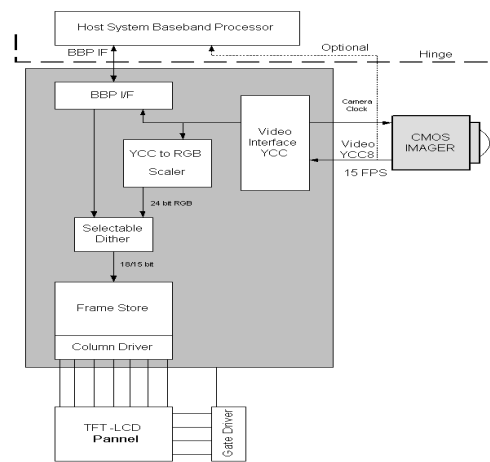 Host System Baseband Processor
BBP IF
Optional
Hinge
BBP I/F
Camera
Clock
Video
Interface
YCC
CMOS
IMAGER
YCC to RGB
Scaler
Video
YCC8
15 FPS
24 bit RGB
Selectable
Dither
18/15 bit
Frame Store
Column Driver
TFT-LCD
Pannel
Gate Driver